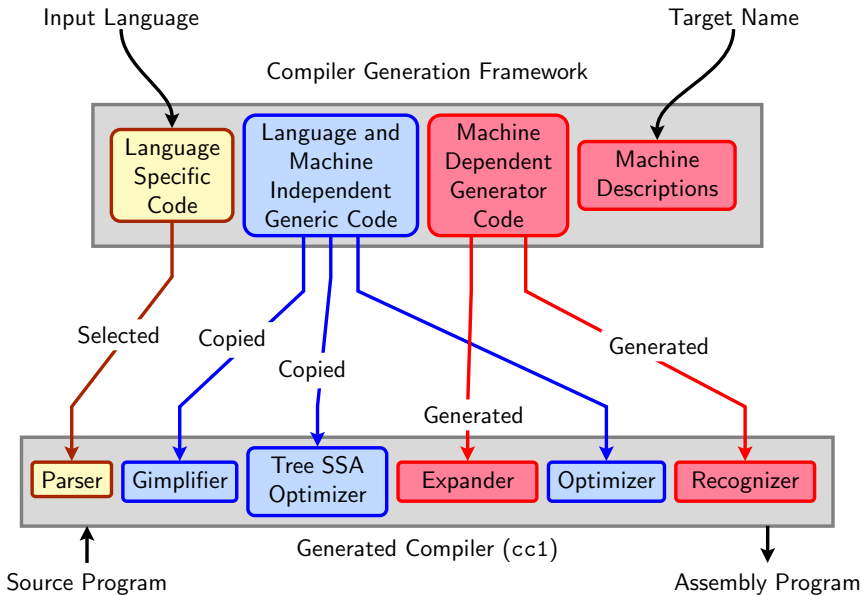 Input Language
Target Name
Compiler Generation Framework
Language
Specific
Code
Language and
Machine
Independent
Generic Code
Machine
Dependent
Generator
Code
Machine
Descriptions
Selected
Copied
Copied
Generated
Generated
Parser
Gimplifier
Tree SSA
Optimizer
Expander
Optimizer
Recognizer
Generated Compiler (cc1)
Source Program
Assembly Program